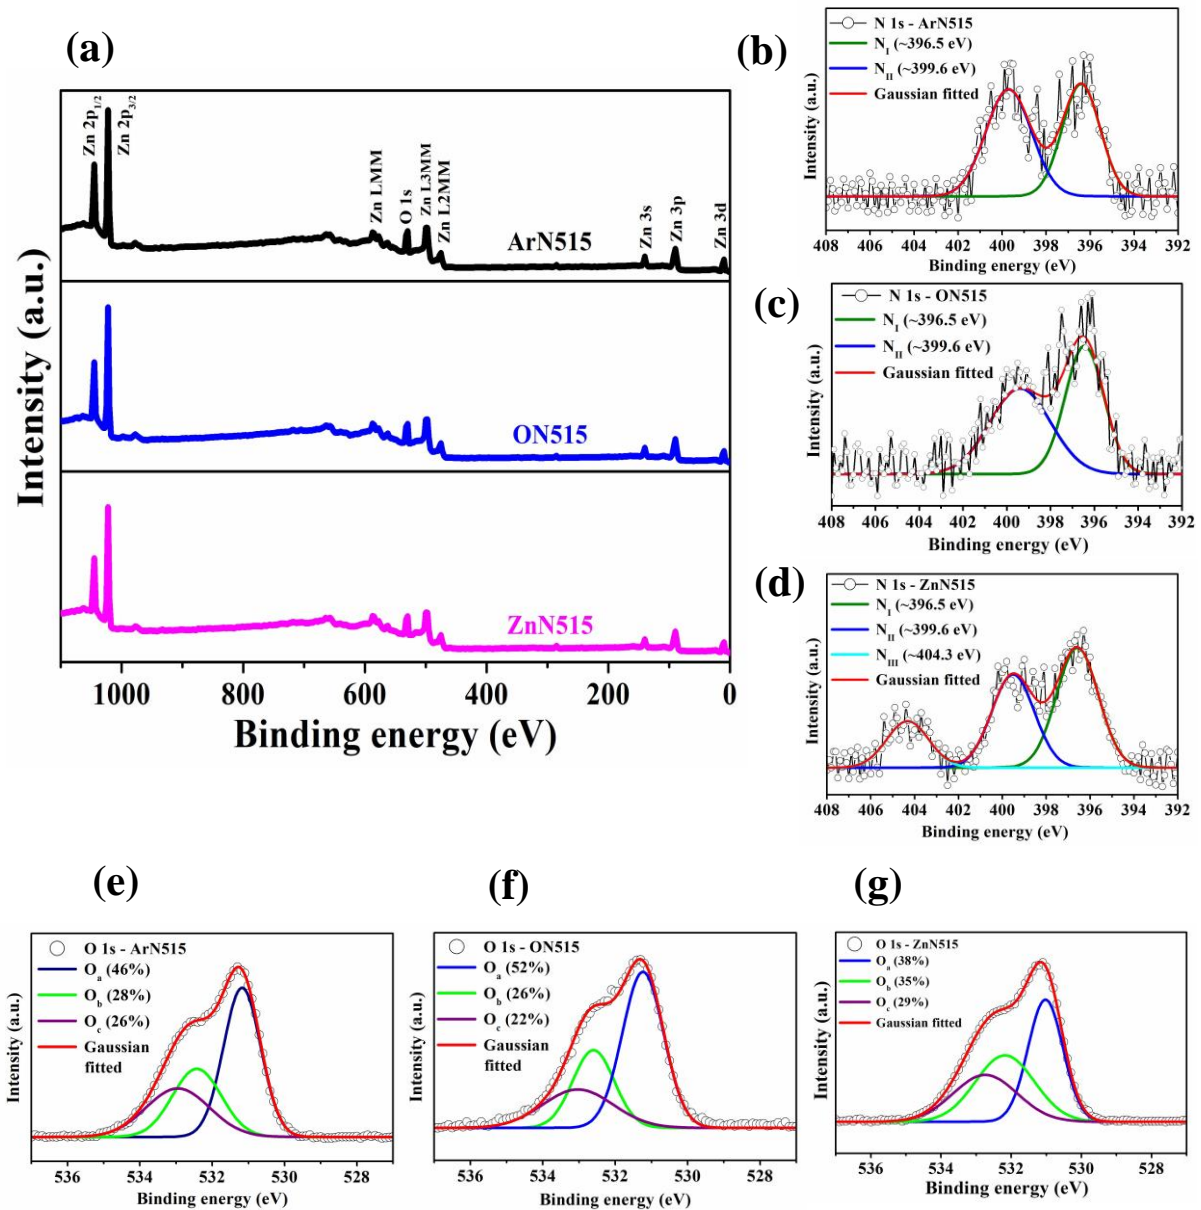 (a)
Zn 2p1/2
Zn 2p3/2
Zn LMM
O 1s
Zn L3MM
Zn L2MM
Zn 3s
Zn 3p
Zn 3d
ArN515
ON515
ZnN515
Intensity (a.u.)
1000 800 600 400 200 0
Binding energy (eV)
(b)
N 1s - ArN515
NI (~396.5 eV)
NII (~399.6 eV)
Gaussian fitted
Intensity (a.u.)
408 406 404 402 400 398 396 394 392
Binding energy (eV)
(c)
N 1s - ON515
NI (~396.5 eV)
NII (~399.6 eV)
Gaussian fitted
Intensity (a.u.)
408 406 404 402 400 398 396 394 392
Binding energy (eV)
(d)
N 1s - ZnN515
NI (~396.5 eV)
NII (~399.6 eV)
NIII (~404.3 eV)
Gaussian fitted
Intensity (a.u.)
408 406 404 402 400 398 396 394 392
Binding energy (eV)
(e)
O 1s - ArN515
Oa (46%)
Ob (28%)
Oc (26%)
Gaussian
fitted
Intensity (a.u.)
536 534 532 530 528
Binding energy (eV)
(f)
O 1s - ON515
Oa (52%)
Ob (26%)
Oc (22%)
Gaussian
fitted
Intensity (a.u.)
536 534 532 530 528
Binding energy (eV)
(g)
O 1s - ZnN515
Oa (38%)
Ob (35%)
Oc (29%)
Gaussian fitted
Intensity (a.u.)
536 534 532 530 528
Binding energy (eV)